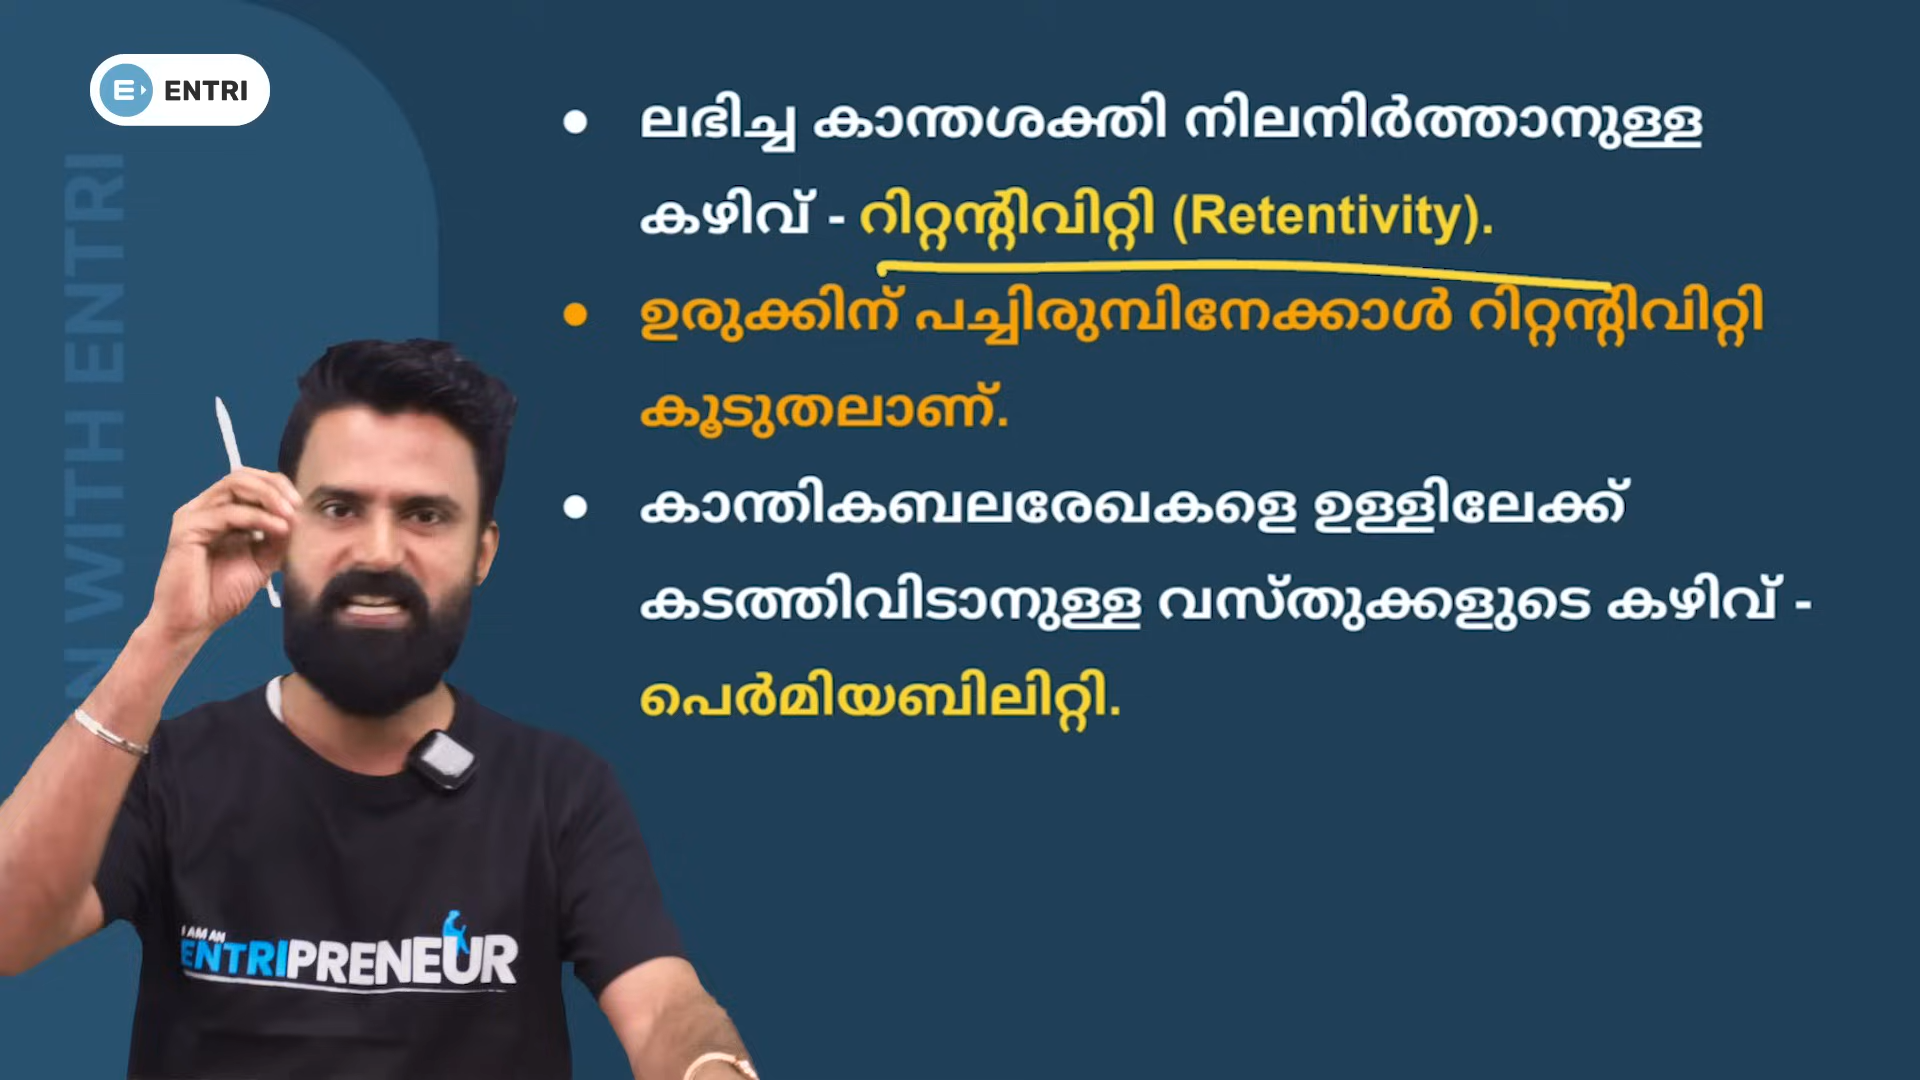 ENTRI
N WITH ENTRI
• ലഭിച്ച കാന്തശക്തി നിലനിർത്താനുള്ള
കഴിവ് - റിറ്റന്റിവിറ്റി (Retentivity).
• ഉരുക്കിന് പച്ചിരുമ്പിനേക്കാൾ റിറ്റന്റിവിറ്റി
കൂടുതലാണ്.
• കാന്തികബലരേഖകളെ ഉള്ളിലേക്ക്
കടത്തിവിടാനുള്ള വസ്തുക്കളുടെ കഴിവ് -
പെർമിയബിലിറ്റി.
I AM AN
ENTRIPRENEUR